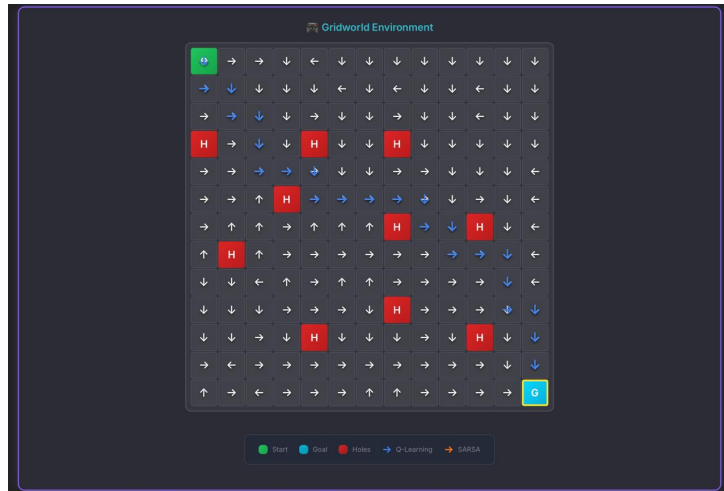 Gridworld Environment
H H H
H
H H
H
H
H H
G
Start Goal Holes → Q-Learning → SARSA